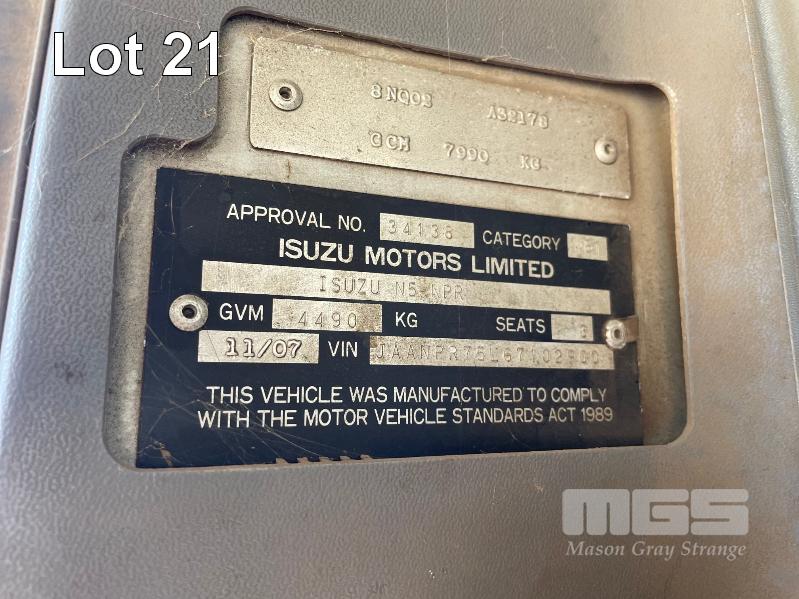 Lot 21
GCM 7990 KG
APPROVAL NO. 34138 CATEGORY
ISUZU MOTORS LIMITED
ISUZU N5 NPR
GVM 4490 KG SEATS 3
11/07 VIN
THIS VEHICLE WAS MANUFACTURED TO COMPLY
WITH THE MOTOR VEHICLE STANDARDS ACT 1989
MGS
Mason Gray Strange